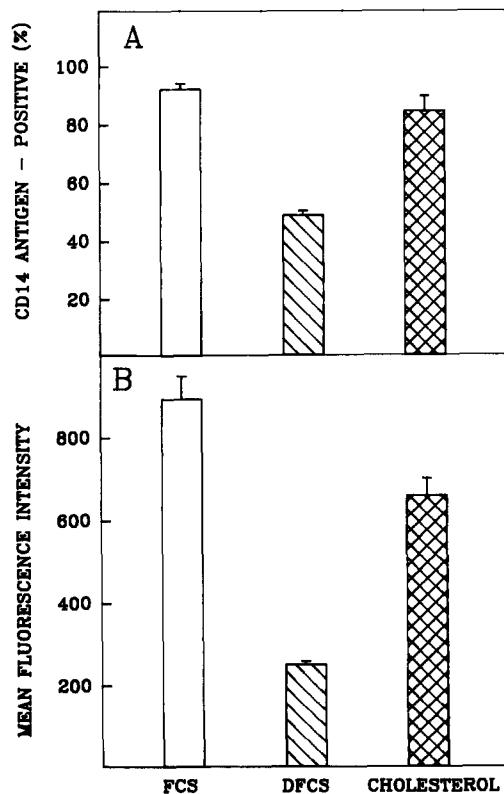 A
CD14 ANTIGEN - POSITIVE (%)
100
80
60
40
20
B
MEAN FLUORESCENCE INTENSITY
800
600
400
200
FCS DFCS CHOLESTEROL